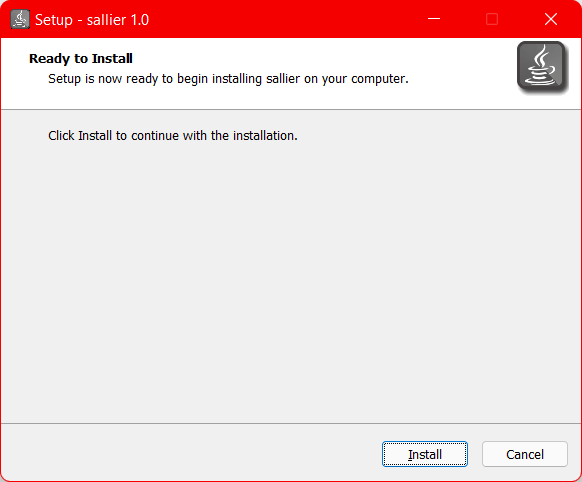 Setup - sallier 1.0
Ready to Install
Setup is now ready to begin installing sallier on your computer.
Click Install to continue with the installation.
Install
Cancel